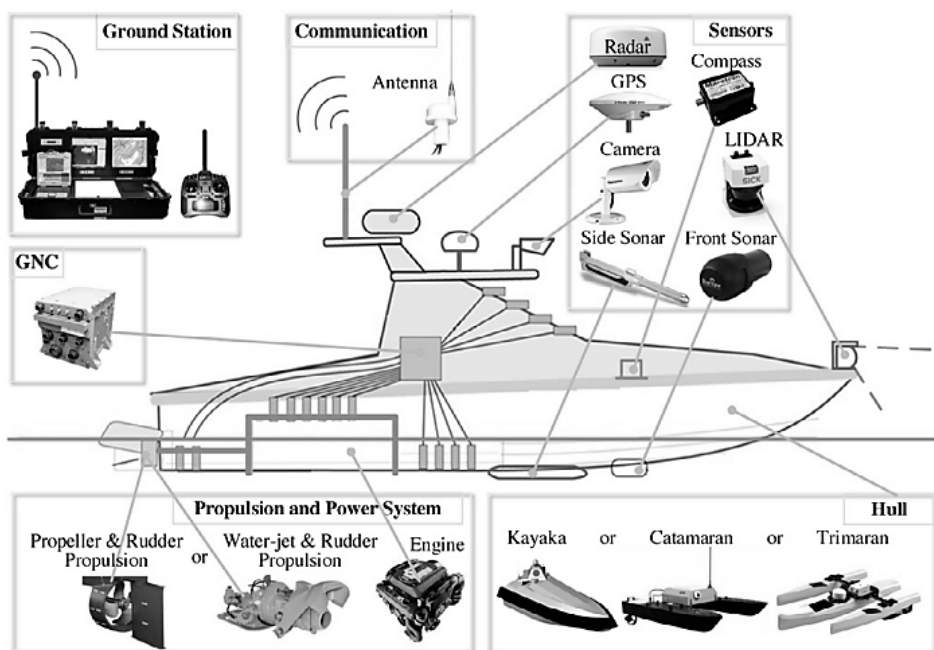 Ground Station
Communication
Antenna
Sensors
Radar
GPS
Compass
Camera
LIDAR
SICK
Side Sonar
Front Sonar
GNC
Propulsion and Power System
Propeller & Rudder
Propulsion
or
Water-jet & Rudder
Propulsion
Engine
Hull
Kayaka
or
Catamaran
or
Trimaran